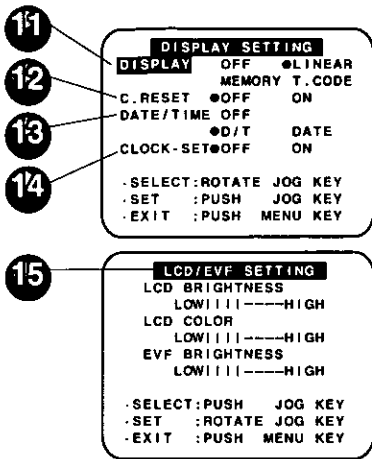 11
DISPLAY SETTING
DISPLAY OFF ●LINEAR
MEMORY T.CODE
12
C.RESET ●OFF ON
13
DATE/TIME OFF
●D/T DATE
14
CLOCK-SET●OFF ON
·SELECT:ROTATE JOG KEY
·SET :PUSH JOG KEY
·EXIT :PUSH MENU KEY
15
LCD/EVF SETTING
LCD BRIGHTNESS
LOW||||----HIGH
LCD COLOR
LOW||||----HIGH
EVF BRIGHTNESS
LOW||||----HIGH
·SELECT:PUSH JOG KEY
·SET :ROTATE JOG KEY
·EXIT :PUSH MENU KEY